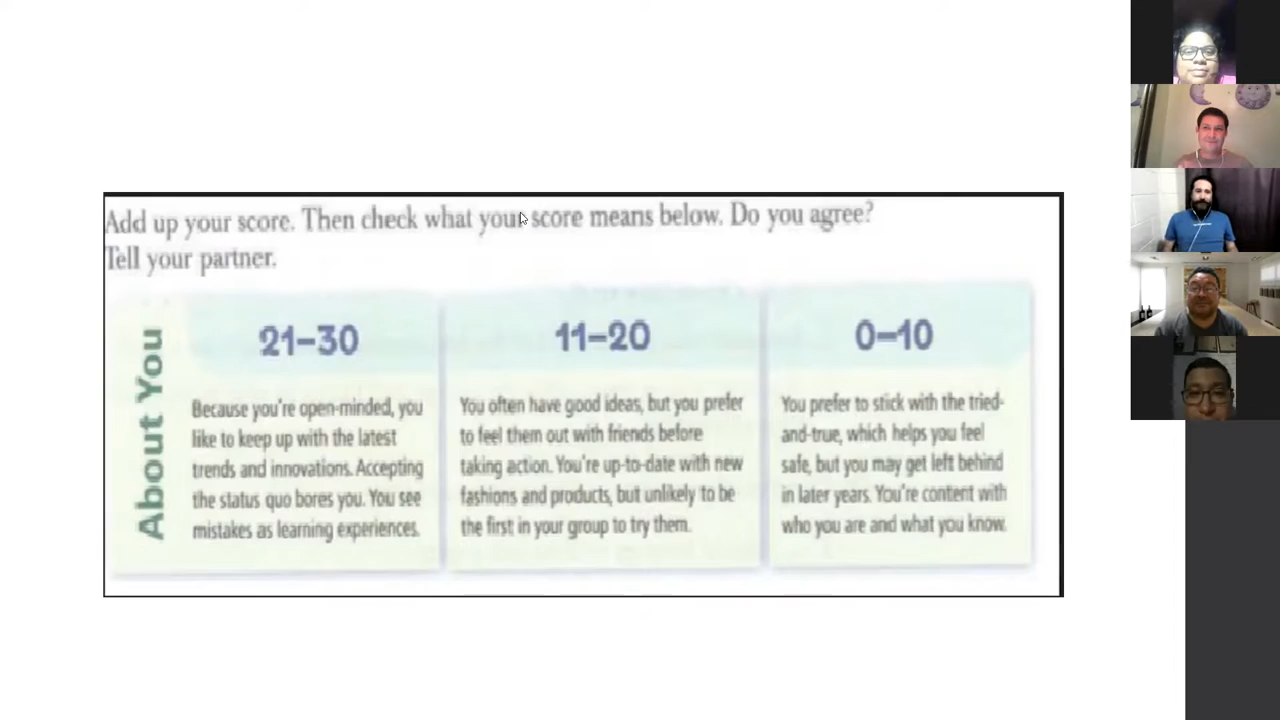 Add up your score. Then check what your score means below. Do you agree?
Tell your partner.
About You
21–30
Because you're open-minded, you
like to keep up with the latest
trends and innovations. Accepting
the status quo bores you. You see
mistakes as learning experiences.
11–20
You often have good ideas, but you prefer
to feel them out with friends before
taking action. You're up-to-date with new
fashions and products, but unlikely to be
the first in your group to try them.
0–10
You prefer to stick with the tried-
and-true, which helps you feel
safe, but you may get left behind
in later years. You're content with
who you are and what you know.